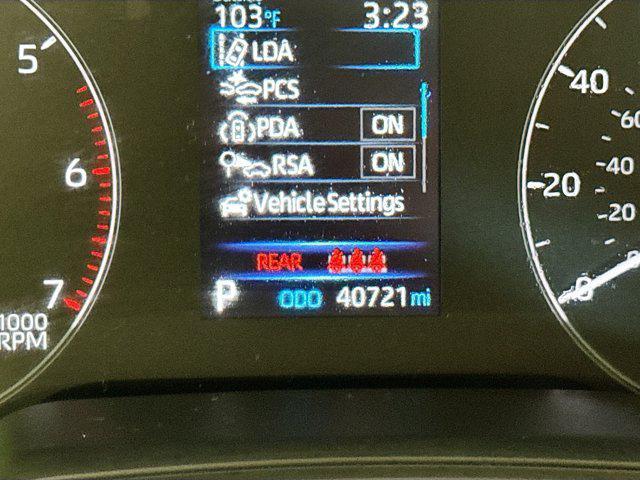 103°F 3:23
LDA
PCS
PDA ON
RSA ON
Vehicle Settings
REAR
P ODO 40721 mi
5
6
7
1000
RPM
40
20
0
60
40
20